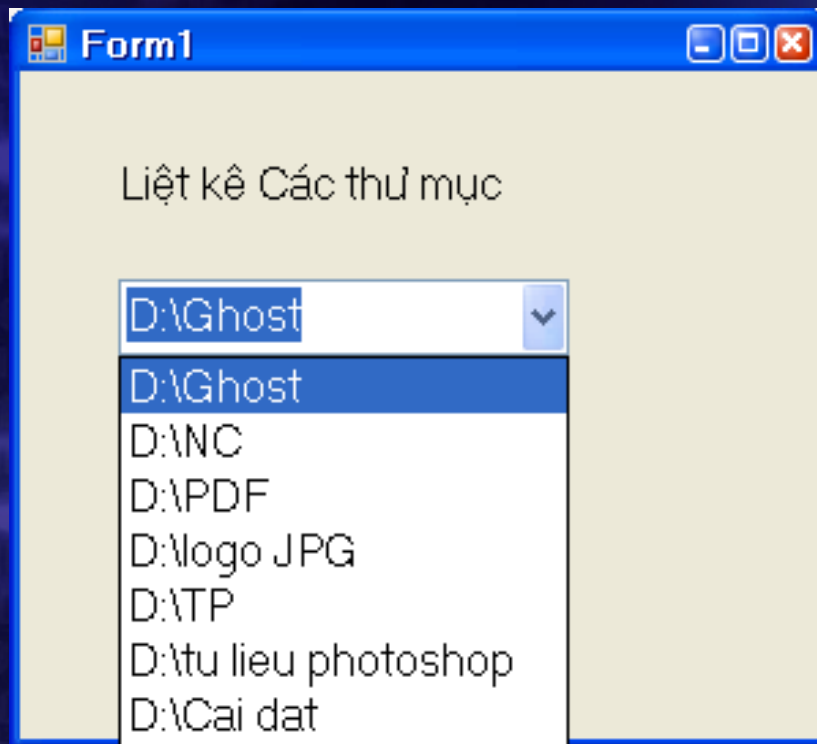 Form1
Liệt kê Các thư mục
D:\Ghost
D:\Ghost
D:\NC
D:\PDF
D:\logo JPG
D:\TP
D:\tu lieu photoshop
D:\Cai dat